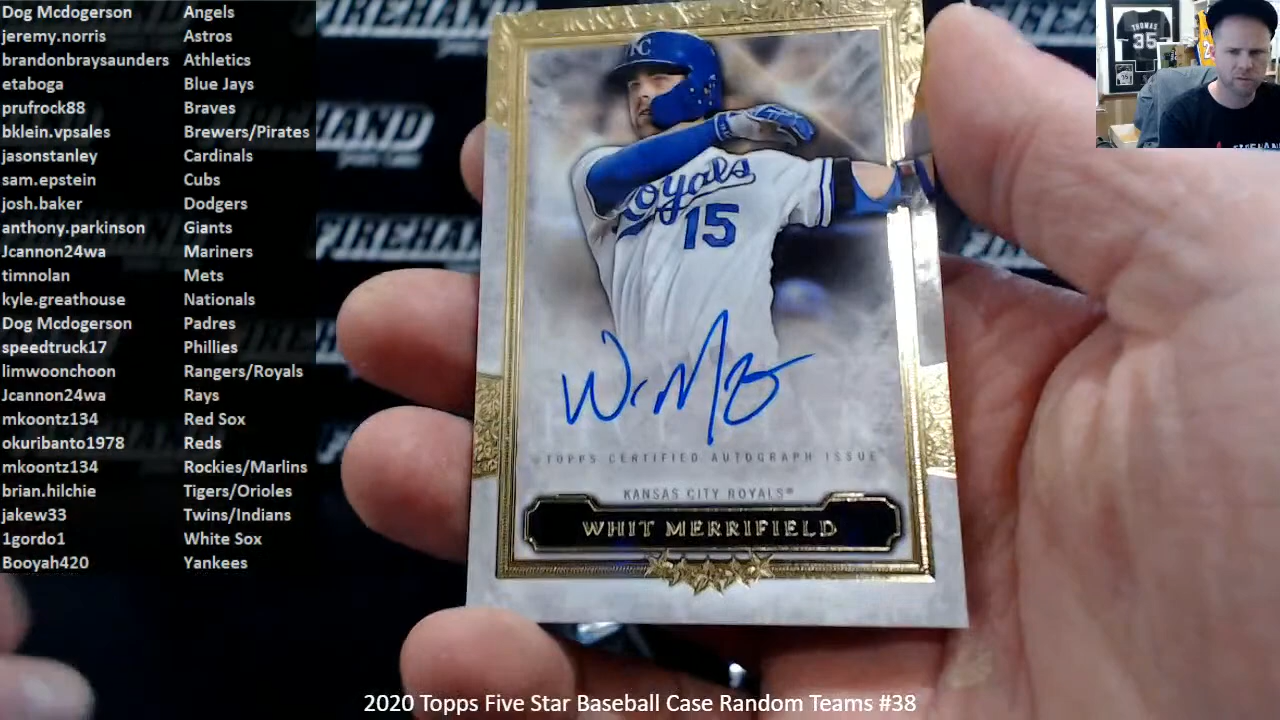 Dog Mcdogerson Angels
jeremy.norris Astros
brandonbraysaunders Athletics
etaboga Blue Jays
prufrock88 Braves
bklein.vpsales Brewers/Pirates
jasonstanley Cardinals
sam.epstein Cubs
josh.baker Dodgers
anthony.parkinson Giants
Jcannon24wa Mariners
timnolan Mets
kyle.greathouse Nationals
Dog Mcdogerson Padres
speedtruck17 Phillies
limwoonchoon Rangers/Royals
Jcannon24wa Rays
mkoontz134 Red Sox
okuribanto1978 Reds
mkoontz134 Rockies/Marlins
brian.hilchie Tigers/Orioles
jakew33 Twins/Indians
1gordo1 White Sox
Booyah420 Yankees
FIREHAND
KC
Royals
15
TOPPS CERTIFIED AUTOGRAPH ISSUE
KANSAS CITY ROYALS®
WHIT MERRIFIELD
THOMAS
35
2020 Topps Five Star Baseball Case Random Teams #38